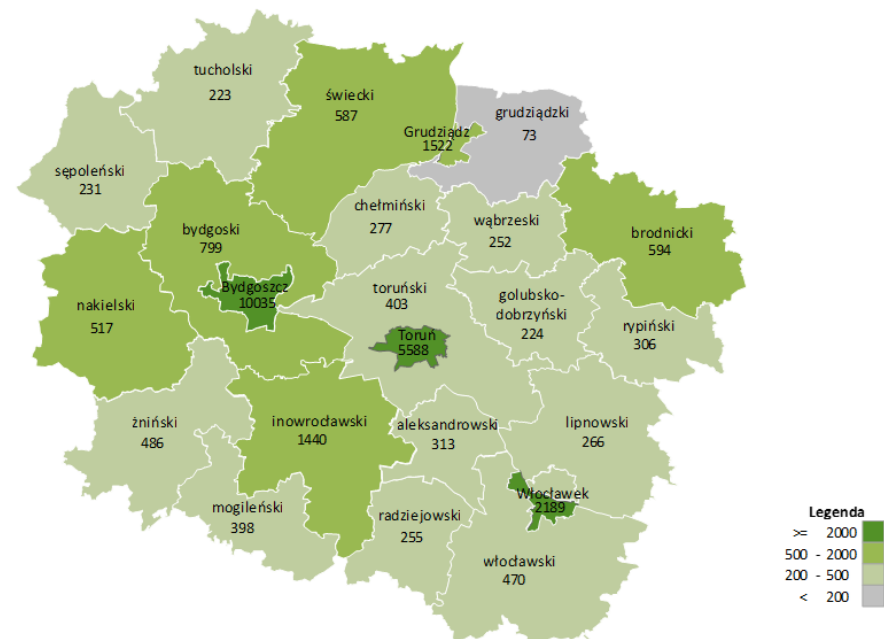 tucholski
223
świecki
587
grudziądzki
73
Grudziądz
1522
sępoleński
231
chełmiński
277
wąbrzeski
252
brodnicki
594
bydgoski
799
Bydgoszcz
10035
nakielski
517
toruński
403
golubsko-
dobrzyński
224
rypiński
306
Toruń
5588
żniński
486
inowrocławski
1440
aleksandrowski
313
lipnowski
266
mogileński
398
radziejowski
255
Włocławek
2189
włocławski
470
Legenda
>= 2000
500 - 2000
200 - 500
< 200